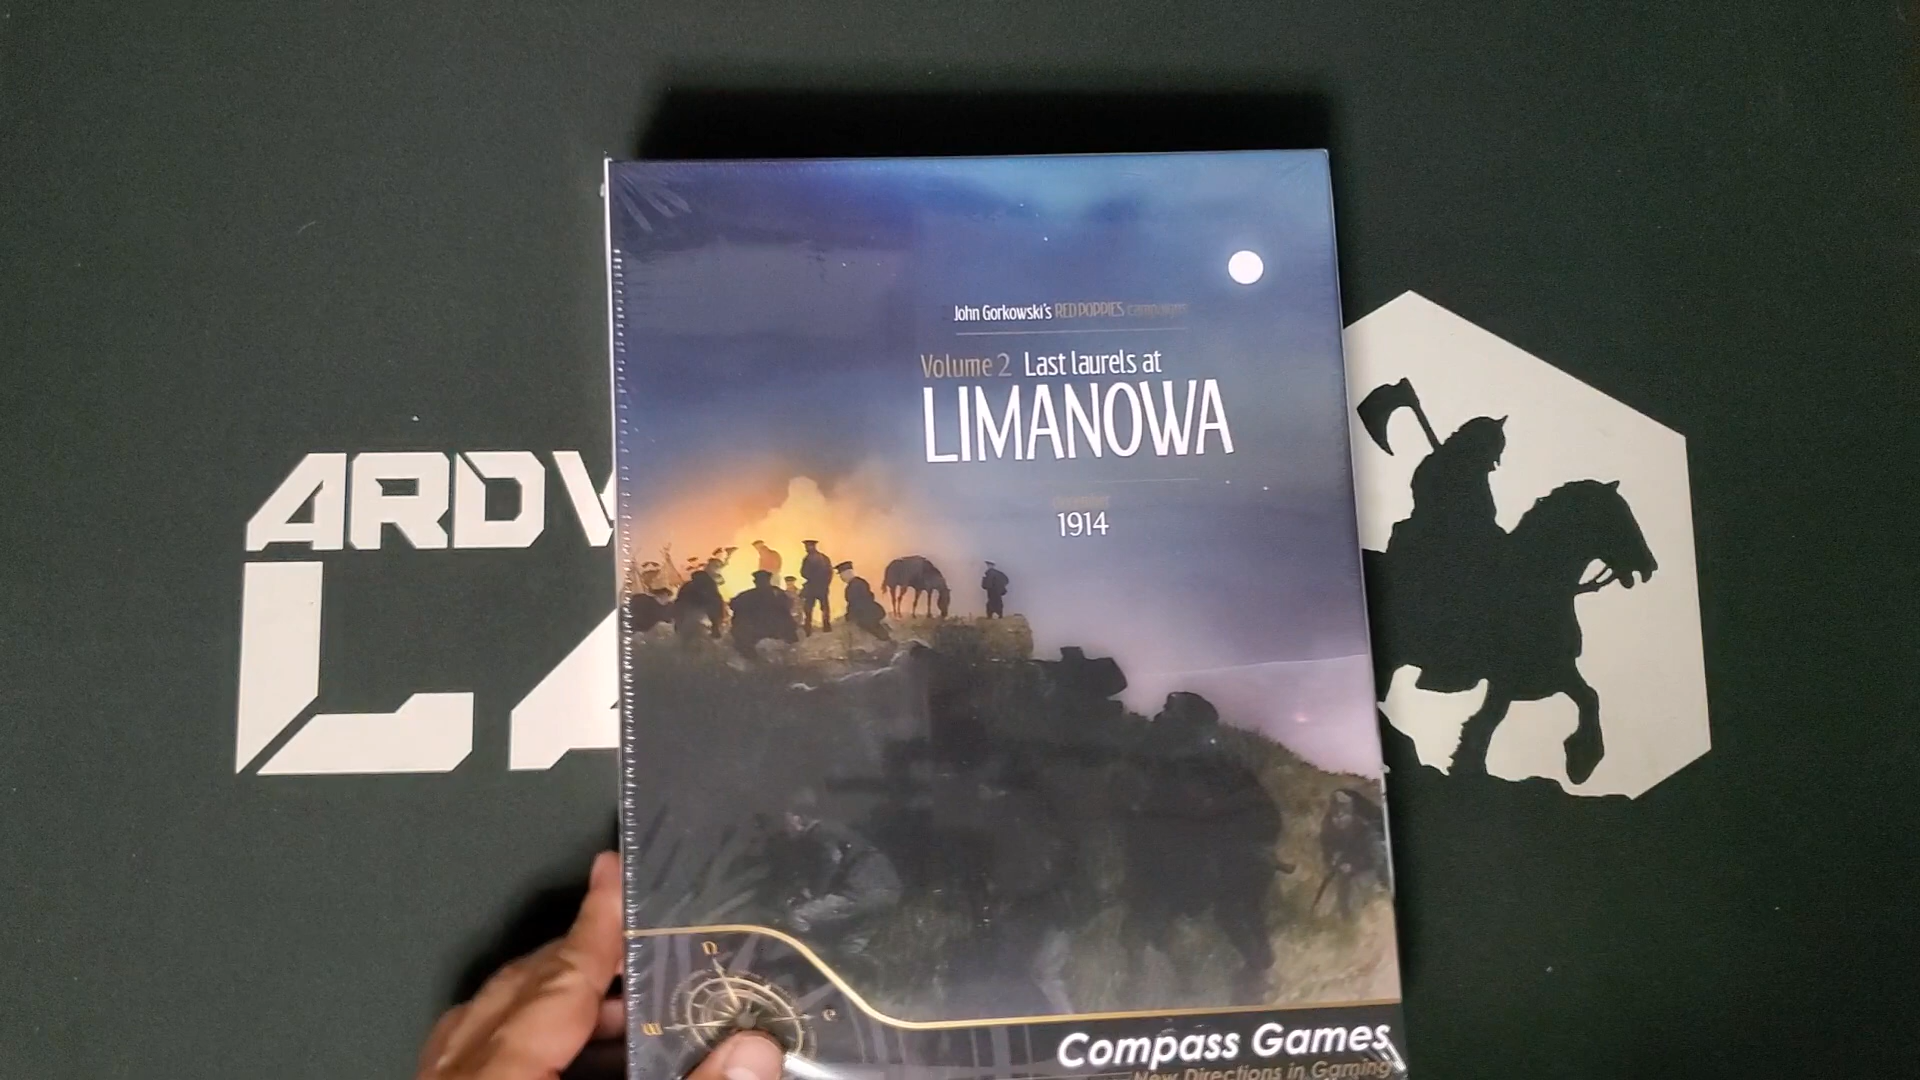 John Gorkowski's RED POPPIES campaigns
Volume 2 Last laurels at
LIMANOWA
1914
ARDW
LA
n
w
e
Compass Games
New Directions in Gaming